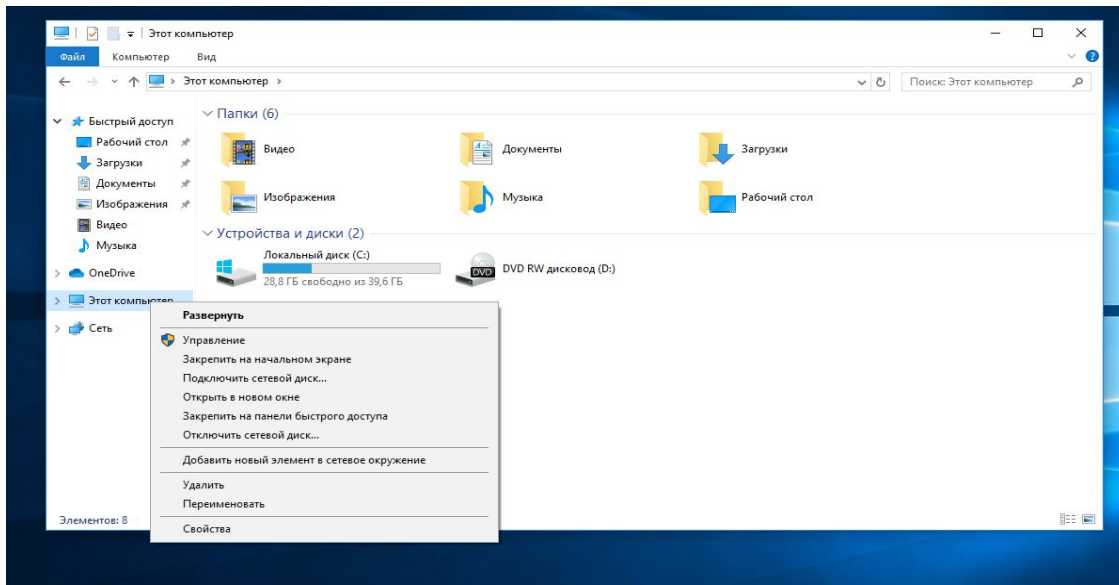 Этот компьютер
Файл Компьютер Вид
Этот компьютер
Поиск: Этот компьютер
Быстрый доступ
Рабочий стол
Загрузки
Документы
Изображения
Видео
Музыка
OneDrive
Этот компьютер
Сеть
Папки (6)
Видео
Документы
Загрузки
Изображения
Музыка
Рабочий стол
Устройства и диски (2)
Локальный диск (C:)
28,8 ГБ свободно из 39,6 ГБ
DVD
DVD RW дисковод (D:)
Развернуть
Управление
Закрепить на начальном экране
Подключить сетевой диск...
Открыть в новом окне
Закрепить на панели быстрого доступа
Отключить сетевой диск...
Добавить новый элемент в сетевое окружение
Удалить
Переименовать
Свойства
Элементов: 8